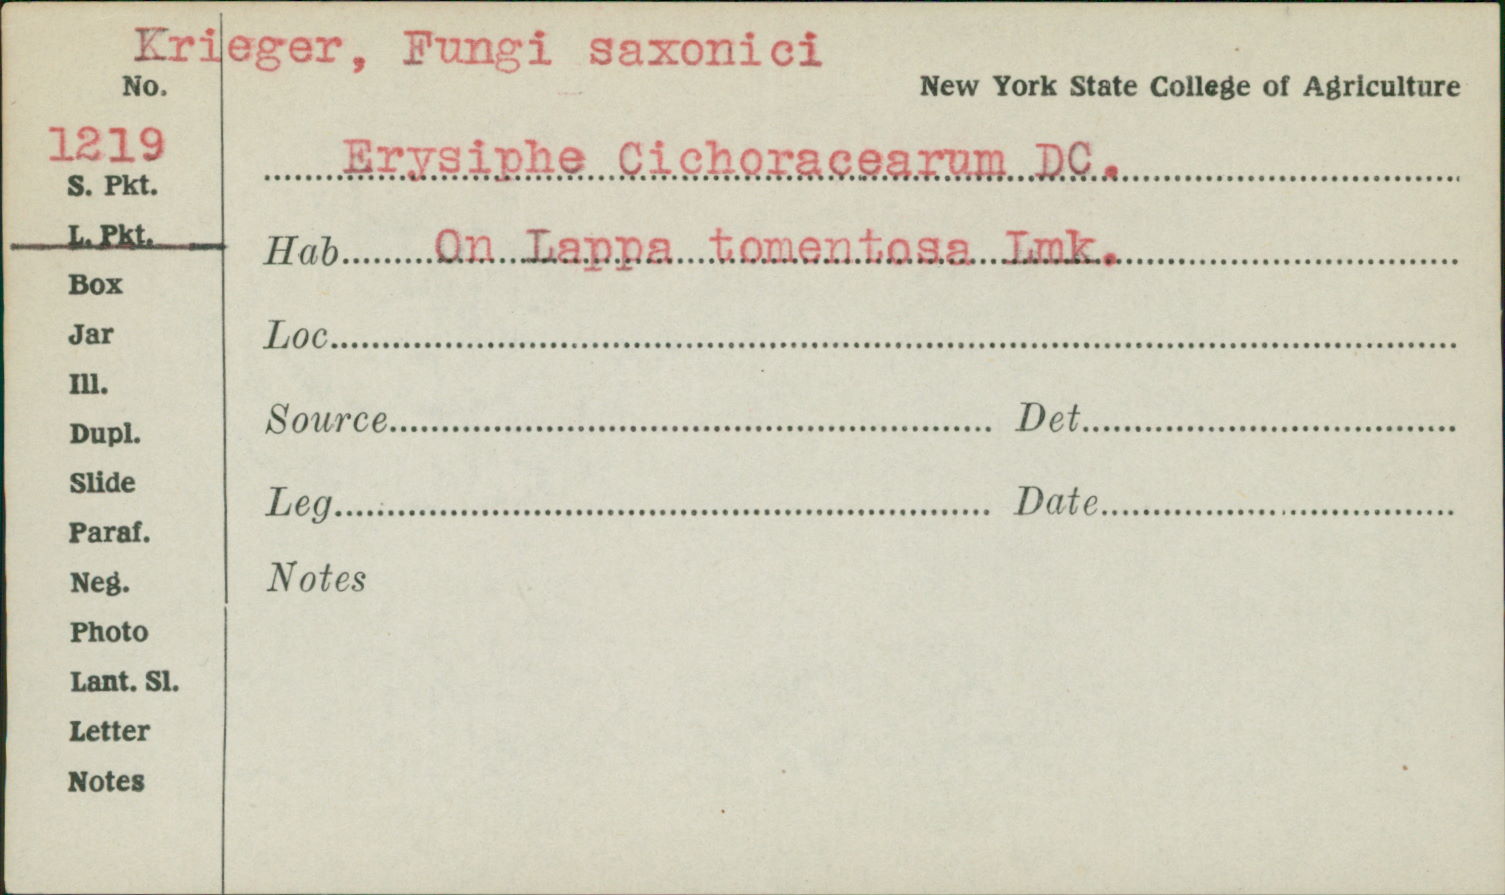 Krieger, Fungi saxonici
No.
New York State College of Agriculture
1219
Erysiphe Cichoracearum DC.
S. Pkt.
L. Pkt.
Hab. On Lappa tomentosa Lmk.
Box
Jar
Loc.
Ill.
Dupl.
Source Det.
Slide
Leg. Date
Paraf.
Neg.
Notes
Photo
Lant. Sl.
Letter
Notes